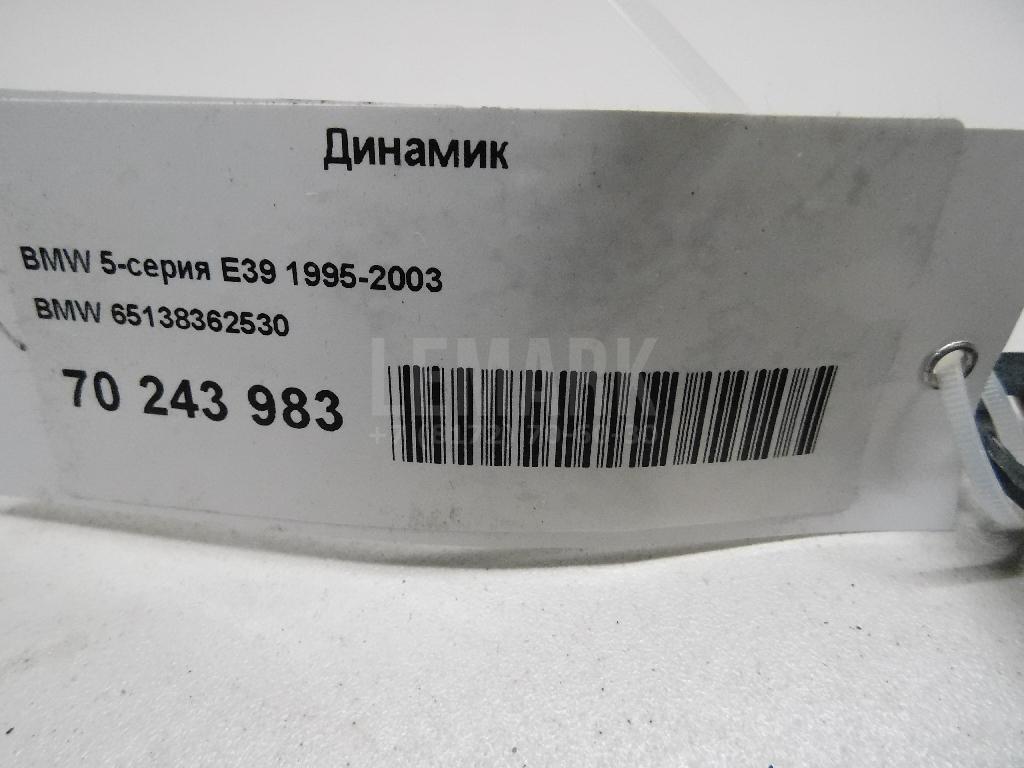 Динамик
BMW 5-серия E39 1995-2003
BMW 65138362530
70 243 983
LEMARK